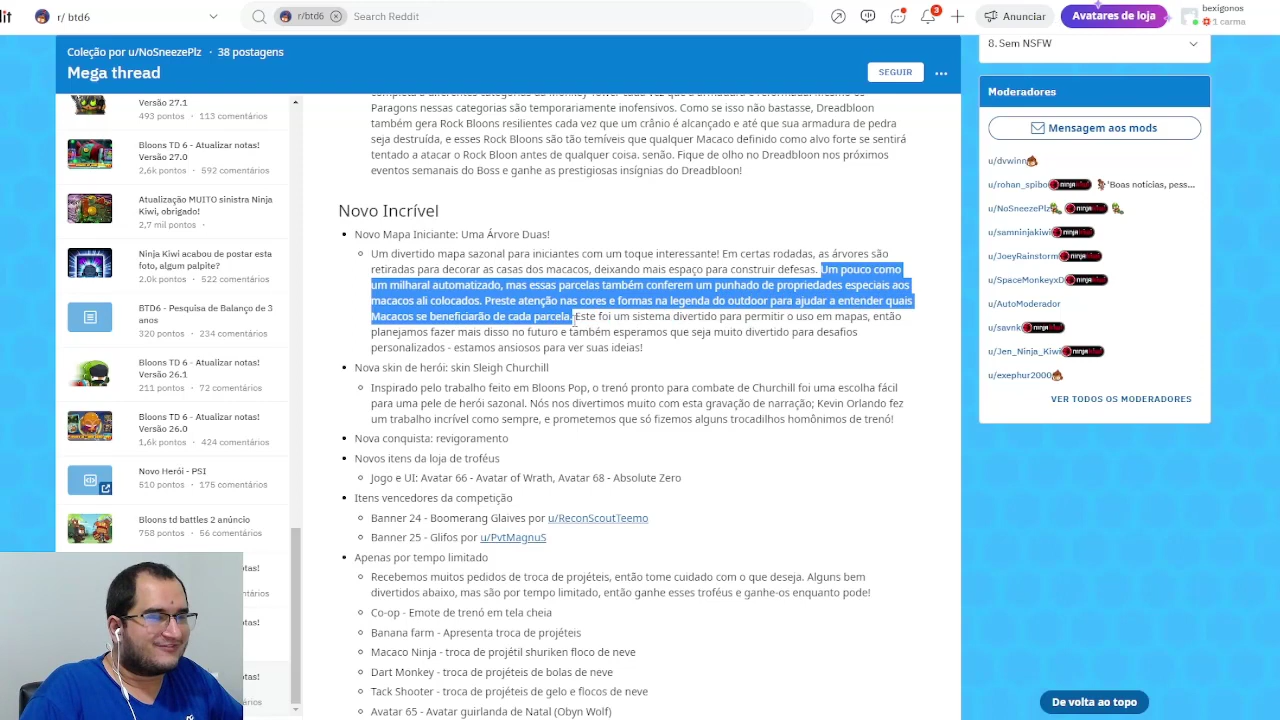 it
r/ btd6
r/btd6
Search Reddit
3
Anunciar
Avatares de loja
bexigonos
1 carma
Coleção por u/NoSneezePlz · 38 postagens
Mega thread
SEGUIR
Versão 27.1
493 pontos · 113 comentários
Bloons TD 6 - Atualizar notas!
Versão 27.0
2,6k pontos · 592 comentários
Atualização MUITO sinistra Ninja
Kiwi, obrigado!
2,7 mil pontos ·
Ninja Kiwi acabou de postar esta
foto, algum palpite?
2.0k pontos · 522 comentários
BTD6 - Pesquisa de Balanço de 3
anos
320 pontos · 234 comentários
Bloons TD 6 - Atualizar notas!
Versão 26.1
211 pontos · 72 comentários
Bloons TD 6 - Atualizar notas!
Versão 26.0
1,6k pontos · 424 comentários
Novo Herói - PSI
510 pontos · 175 comentários
Bloons td battles 2 anúncio
758 pontos · 56 comentários
otas!
ários
otas!
otas!
ários
Paragons nessas categorias são temporariamente inofensivos. Como se isso não bastasse, Dreadbloon
também gera Rock Bloons resilientes cada vez que um crânio é alcançado e até que sua armadura de pedra
seja destruída, e esses Rock Bloons são tão temíveis que qualquer Macaco definido como alvo forte se sentirá
tentado a atacar o Rock Bloon antes de qualquer coisa. senão. Fique de olho no Dreadbloon nos próximos
eventos semanais do Boss e ganhe as prestigiosas insígnias do Dreadbloon!
Novo Incrível
Novo Mapa Iniciante: Uma Árvore Duas!
Um divertido mapa sazonal para iniciantes com um toque interessante! Em certas rodadas, as árvores são
retiradas para decorar as casas dos macacos, deixando mais espaço para construir defesas. Um pouco como
um milharal automatizado, mas essas parcelas também conferem um punhado de propriedades especiais aos
macacos ali colocados. Preste atenção nas cores e formas na legenda do outdoor para ajudar a entender quais
Macacos se beneficiarão de cada parcela. Este foi um sistema divertido para permitir o uso em mapas, então
planejamos fazer mais disso no futuro e também esperamos que seja muito divertido para desafios
personalizados - estamos ansiosos para ver suas ideias!
Nova skin de herói: skin Sleigh Churchill
Inspirado pelo trabalho feito em Bloons Pop, o trenó pronto para combate de Churchill foi uma escolha fácil
para uma pele de herói sazonal. Nós nos divertimos muito com esta gravação de narração; Kevin Orlando fez
um trabalho incrível como sempre, e prometemos que só fizemos alguns trocadilhos homônimos de trenó!
Nova conquista: revigoramento
Novos itens da loja de troféus
Jogo e UI: Avatar 66 - Avatar of Wrath, Avatar 68 - Absolute Zero
Itens vencedores da competição
Banner 24 - Boomerang Glaives por u/ReconScoutTeemo
Banner 25 - Glifos por u/PvtMagnuS
Apenas por tempo limitado
Recebemos muitos pedidos de troca de projéteis, então tome cuidado com o que deseja. Alguns bem
divertidos abaixo, mas são por tempo limitado, então ganhe esses troféus e ganhe-os enquanto pode!
Co-op - Emote de trenó em tela cheia
Banana farm - Apresenta troca de projéteis
Macaco Ninja - troca de projétil shuriken floco de neve
Dart Monkey - troca de projéteis de bolas de neve
Tack Shooter - troca de projéteis de gelo e flocos de neve
Avatar 65 - Avatar guirlanda de Natal (Obyn Wolf)
8. Sem NSFW
Moderadores
Mensagem aos mods
u/dvwinn
u/rohan_spibo 'Boas notícias, pess...
u/NoSneezePlz
u/samninjakiwi
u/JoeyRainstorm
u/SpaceMonkeyxD
u/AutoModerador
u/savnk
u/Jen_Ninja_Kiwi
u/exephur2000
VER TODOS OS MODERADORES
De volta ao topo